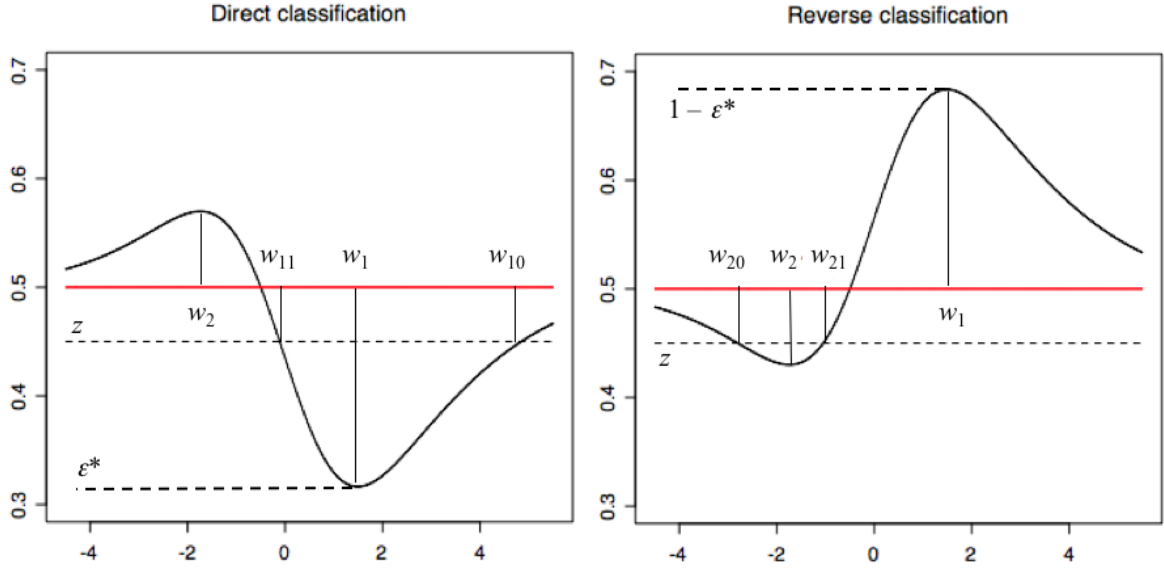 Direct classification
0.7
0.6
0.5
0.4
0.3
w₁₁
w₁
w₁₀
w₂
z
ε*
-4
-2
0
2
4
Reverse classification
0.7
0.6
0.5
0.4
0.3
1 – ε*
w₂₀
w₂
w₂₁
w₁
z
-4
-2
0
2
4